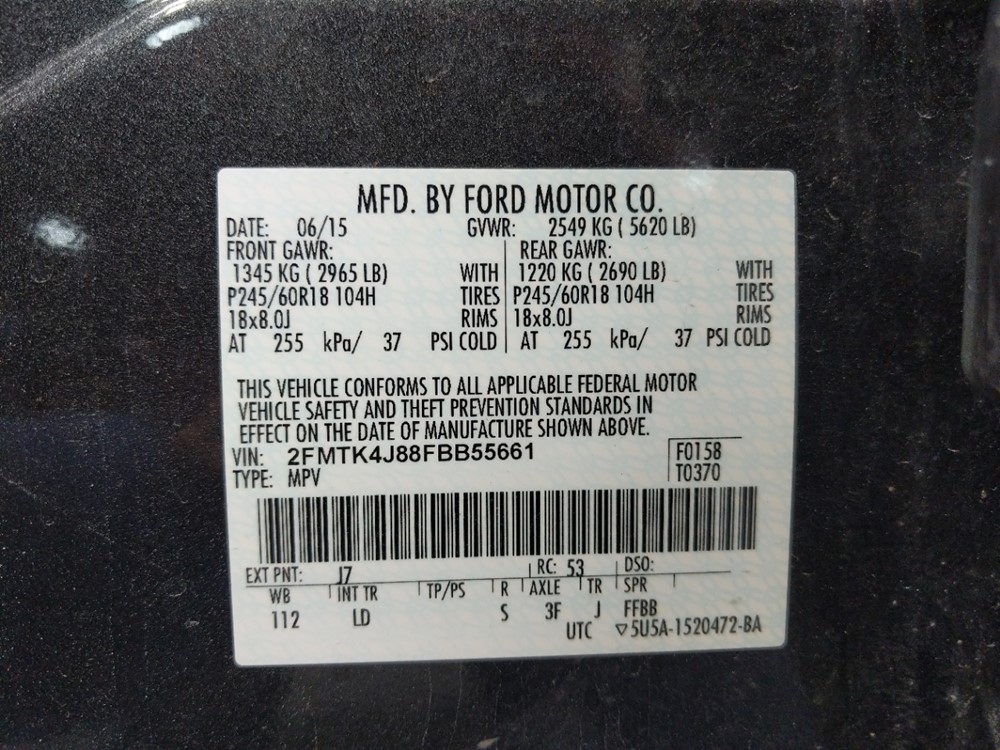 MFD. BY FORD MOTOR CO.
DATE: 06/15 GVWR: 2549 KG ( 5620 LB)
FRONT GAWR: REAR GAWR:
1345 KG ( 2965 LB) WITH 1220 KG ( 2690 LB) WITH
P245/60R18 104H TIRES P245/60R18 104H TIRES
18x8.0J RIMS 18x8.0J RIMS
AT 255 kPa/ 37 PSI COLD AT 255 kPa/ 37 PSI COLD
THIS VEHICLE CONFORMS TO ALL APPLICABLE FEDERAL MOTOR
VEHICLE SAFETY AND THEFT PREVENTION STANDARDS IN
EFFECT ON THE DATE OF MANUFACTURE SHOWN ABOVE.
VIN: 2FMTK4J88FBB55661 F0158
TYPE: MPV T0370
EXT PNT: J7 RC: 53 DSO:
WB INT TR TP/PS R AXLE TR SPR
112 LD S 3F J FFBB
UTC ▽5U5A-1520472-BA